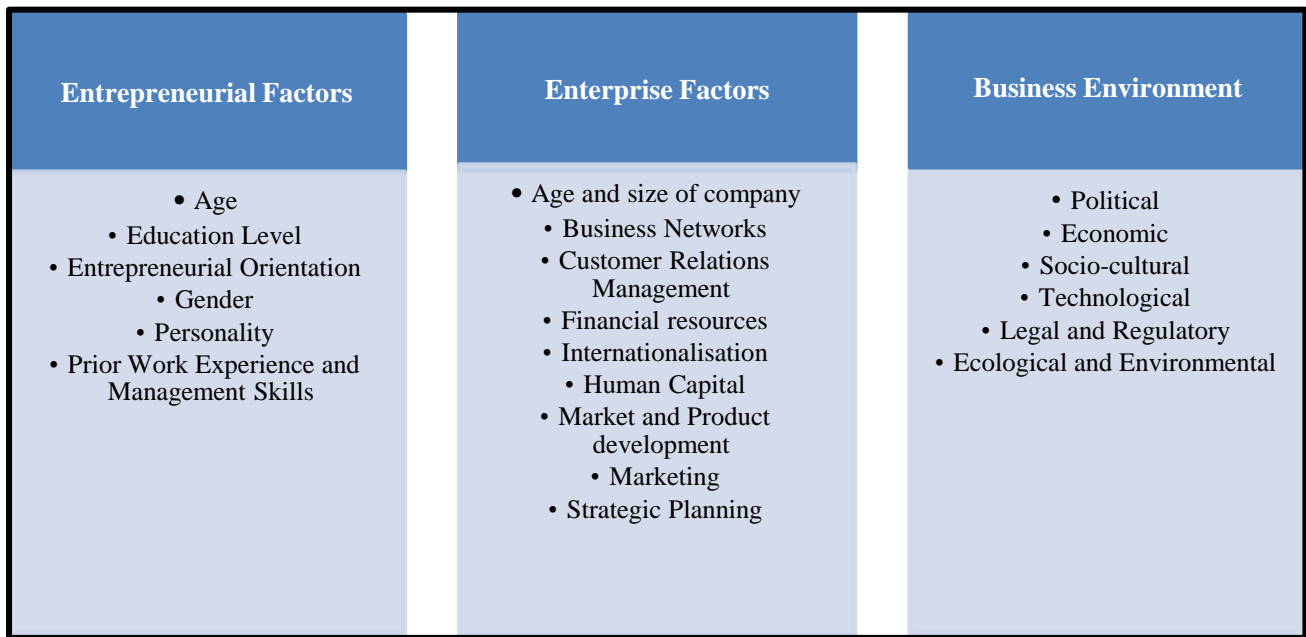 Entrepreneurial Factors
• Age
• Education Level
• Entrepreneurial Orientation
• Gender
• Personality
• Prior Work Experience and
Management Skills
Enterprise Factors
• Age and size of company
• Business Networks
• Customer Relations
Management
• Financial resources
• Internationalisation
• Human Capital
• Market and Product
development
• Marketing
• Strategic Planning
Business Environment
• Political
• Economic
• Socio-cultural
• Technological
• Legal and Regulatory
• Ecological and Environmental